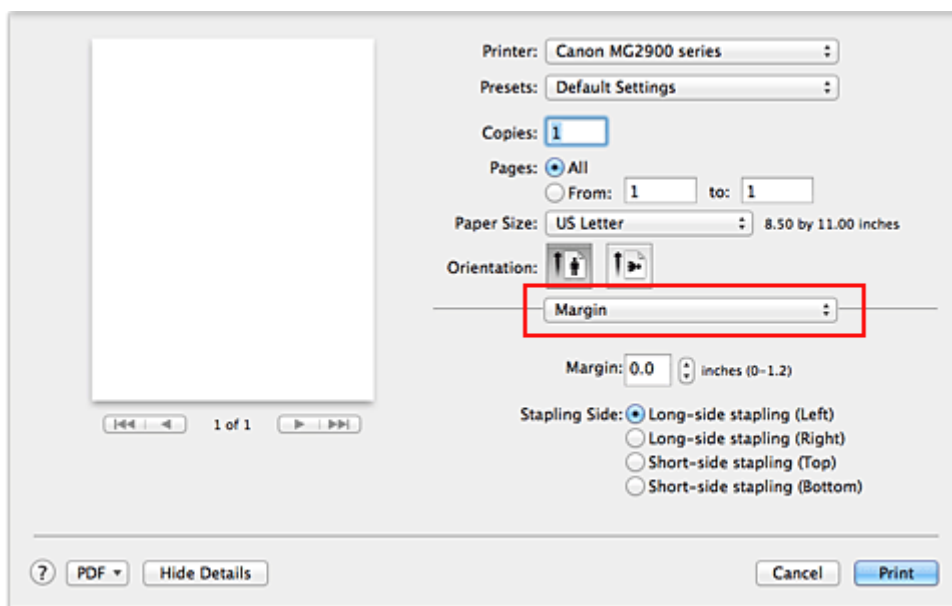 Printer: Canon MG2900 series
Presets: Default Settings
Copies: 1
Pages: All
From: 1 to: 1
Paper Size: US Letter 8.50 by 11.00 inches
Orientation:
Margin
Margin: 0.0 inches (0-1.2)
1 of 1
Stapling Side: Long-side stapling (Left)
Long-side stapling (Right)
Short-side stapling (Top)
Short-side stapling (Bottom)
? PDF Hide Details Cancel Print